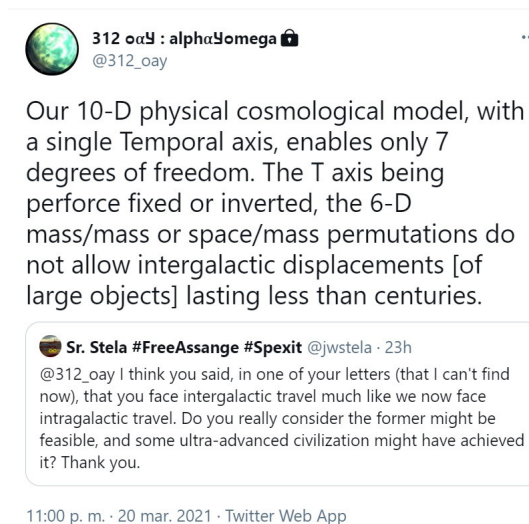 312 oαЧ : alphαЧomega
@312_oay
Our 10-D physical cosmological model, with
a single Temporal axis, enables only 7
degrees of freedom. The T axis being
perforce fixed or inverted, the 6-D
mass/mass or space/mass permutations do
not allow intergalactic displacements [of
large objects] lasting less than centuries.
Sr. Stela #FreeAssange #Spexit @jwstela · 23h
@312_oay I think you said, in one of your letters (that I can't find
now), that you face intergalactic travel much like we now face
intragalactic travel. Do you really consider the former might be
feasible, and some ultra-advanced civilization might have achieved
it? Thank you.
11:00 p. m. · 20 mar. 2021 · Twitter Web App